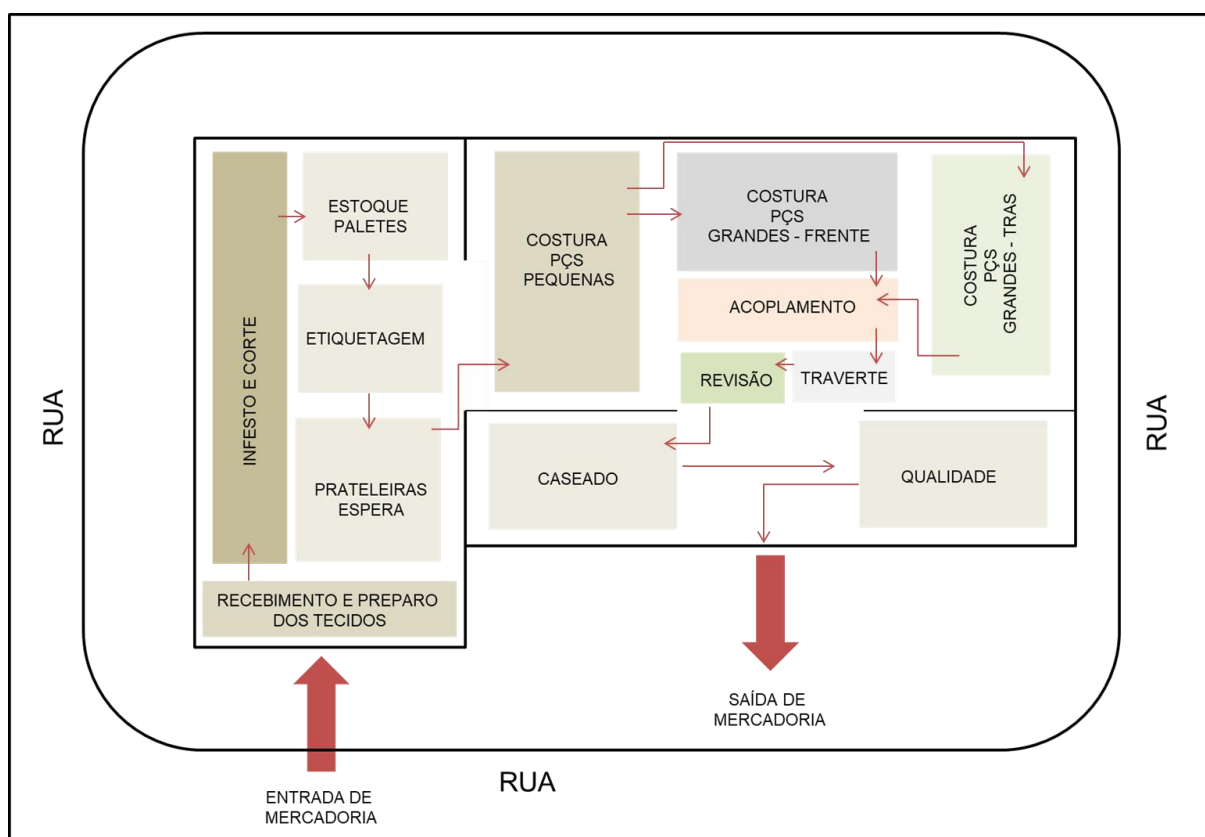 ESTOQUE
PALETES
ETIQUETAGEM
PRATELEIRAS
ESPERA
INFESTO E CORTE
RECEBIMENTO E PREPARO
DOS TECIDOS
COSTURA
PÇS
PEQUENAS
COSTURA
PÇS
GRANDES - FRENTE
COSTURA
PÇS
GRANDES - TRAS
ACOPLAMENTO
REVISÃO
TRAVERTE
CASEADO
QUALIDADE
RUA
RUA
SAÍDA DE
MERCADORIA
RUA
ENTRADA DE
MERCADORIA